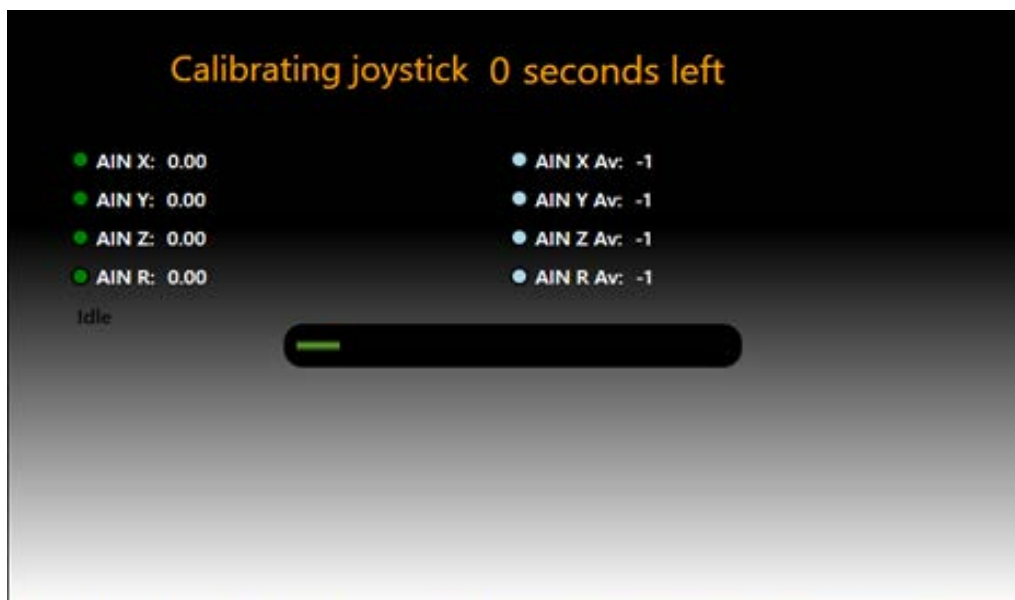 Calibrating joystick 0 seconds left
AIN X: 0.00 AIN X Av: -1
AIN Y: 0.00 AIN Y Av: -1
AIN Z: 0.00 AIN Z Av: -1
AIN R: 0.00 AIN R Av: -1
Idle